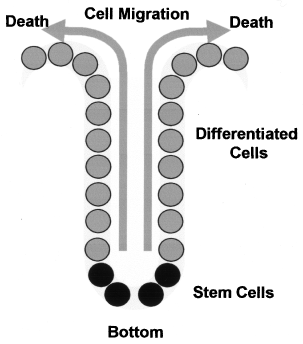 Cell Migration
Death
Death
Differentiated
Cells
Stem Cells
Bottom